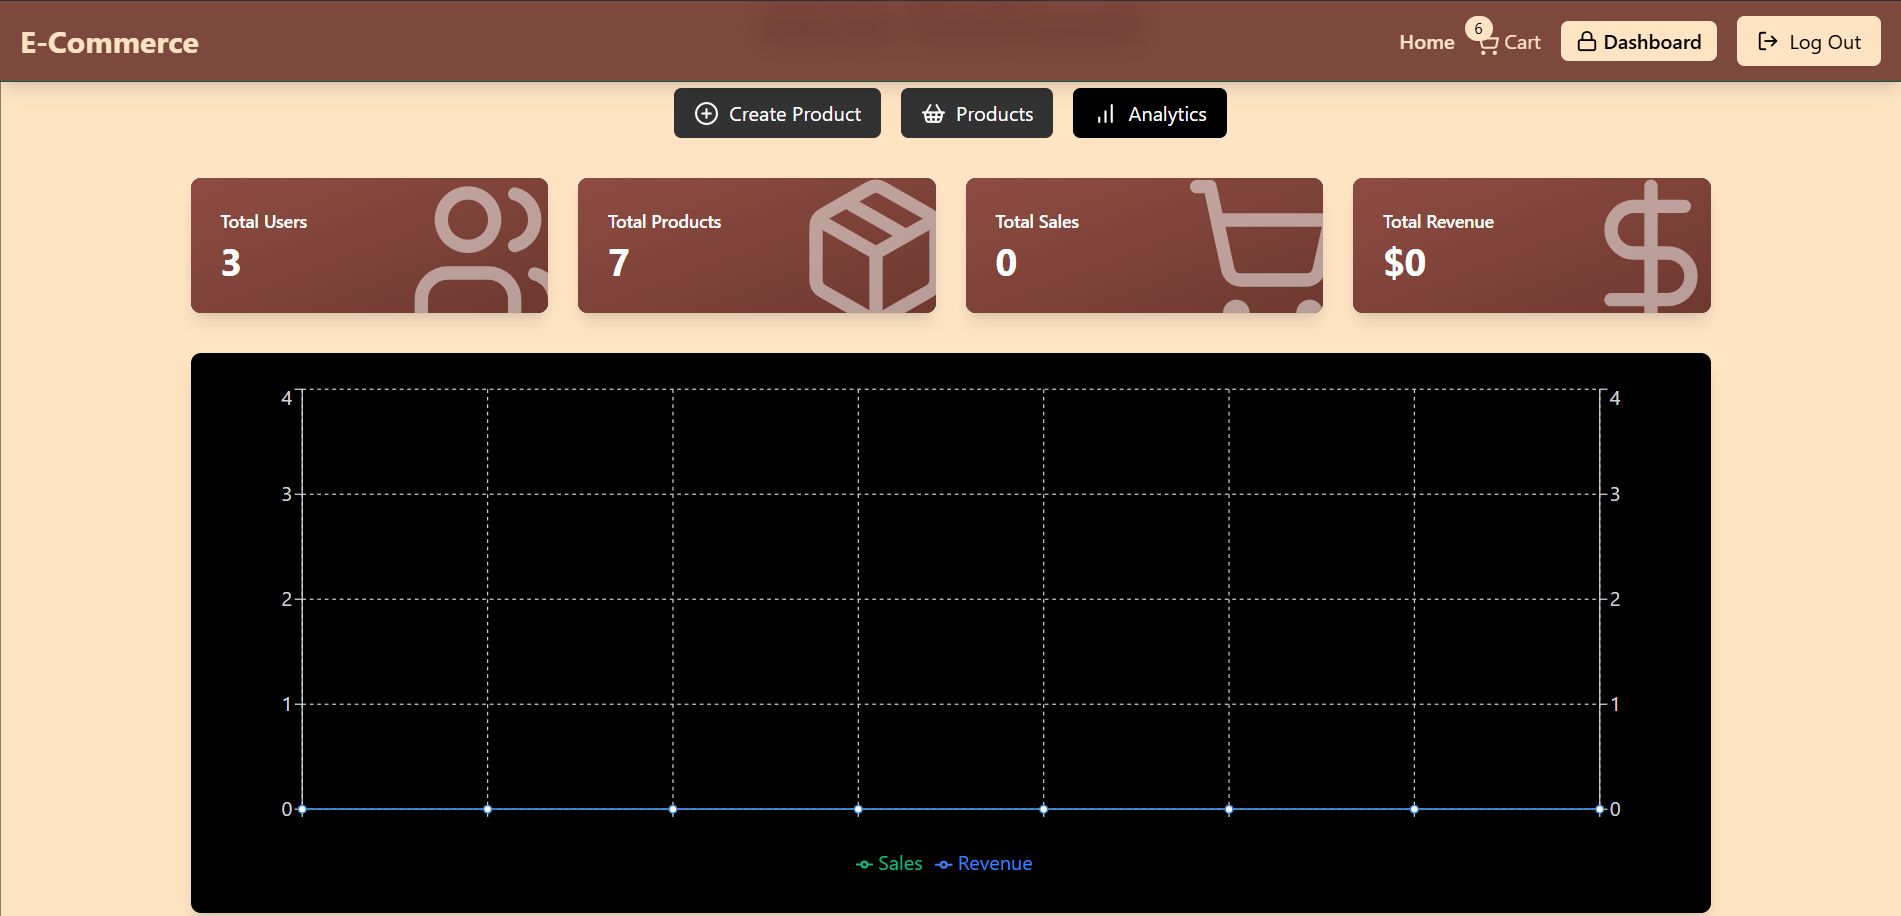 E-Commerce
Home
6
Cart
Dashboard
Log Out
Create Product
Products
Analytics
Total Users
3
Total Products
7
Total Sales
0
Total Revenue
$0
4 4
3 3
2 2
1 1
0 0
Sales Revenue